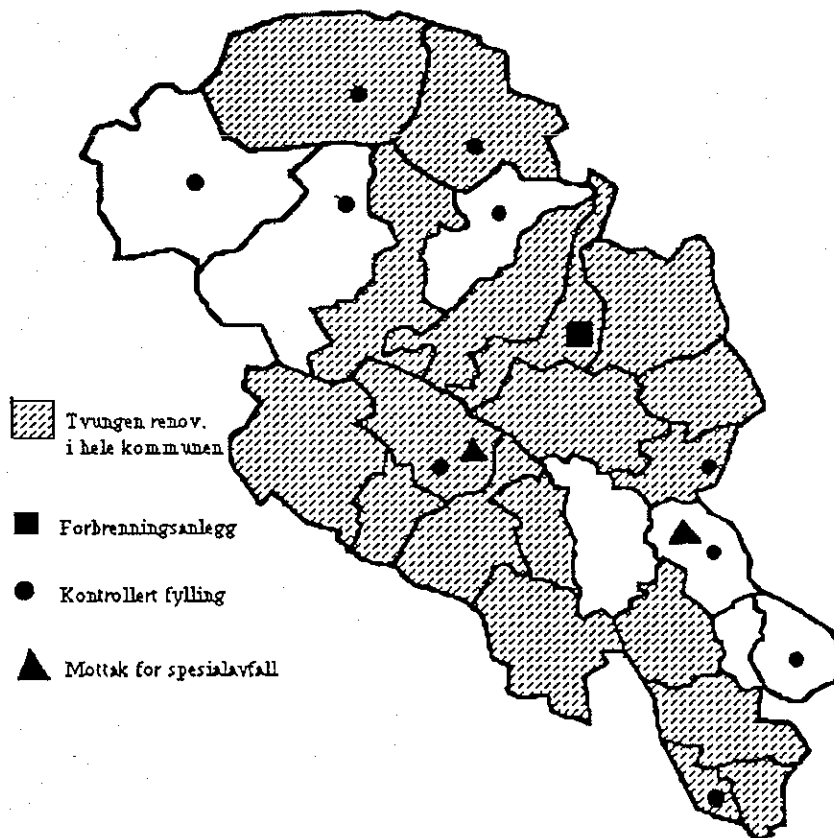 Tvungen renov.
i hele kommunen
Forbrenningsanlegg
Kontrollert fylling
Mottak for spesialavfall